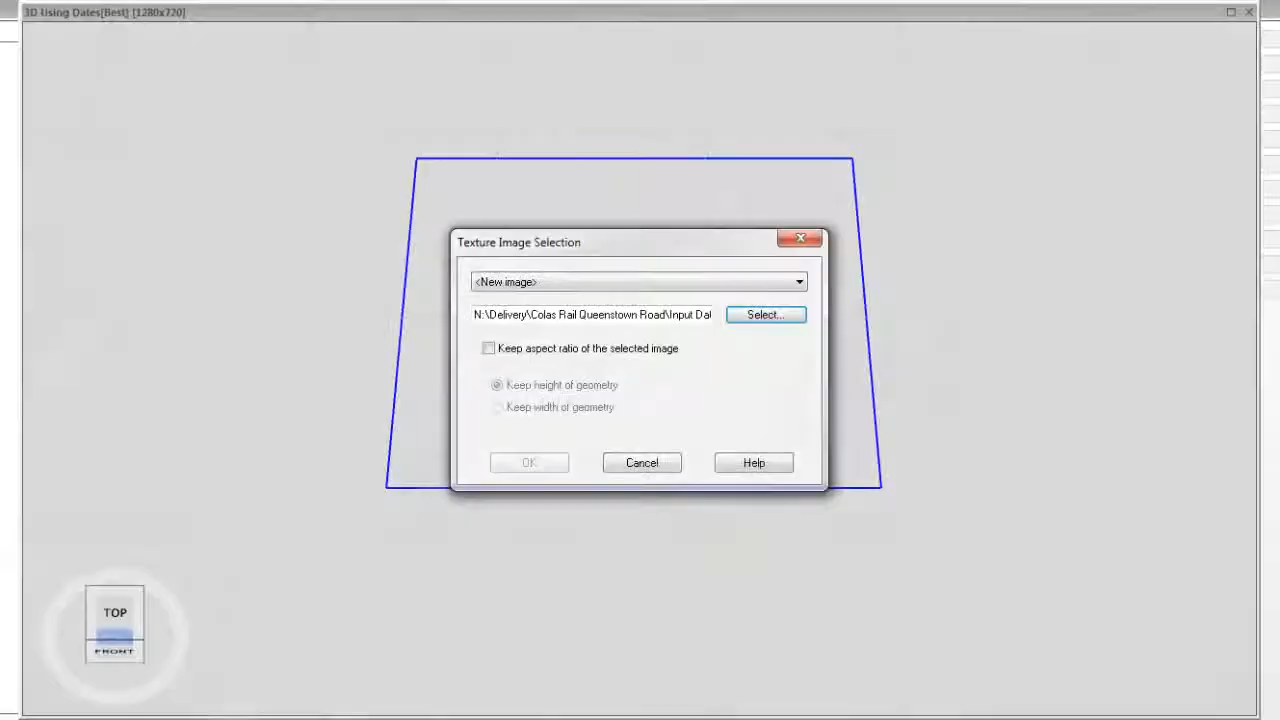 3D Using Dates[Best] [1280x720]
Texture Image Selection
<New image>
N:\Delivery\Colas Rail Queenstown Road\Input Dat
Select...
Keep aspect ratio of the selected image
Keep height of geometry
Keep width of geometry
OK
Cancel
Help
TOP
FRONT